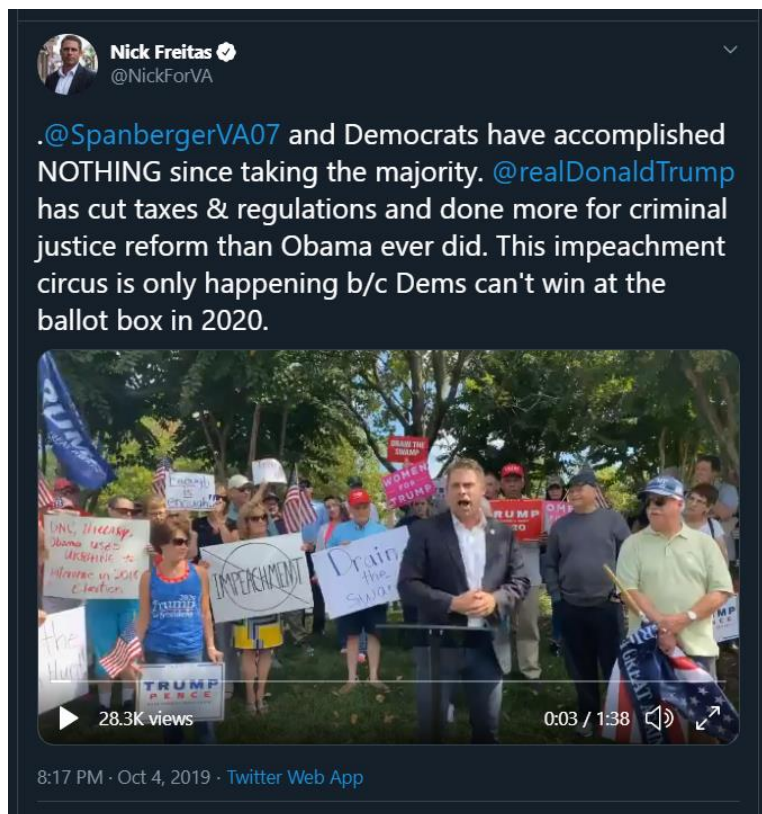 Nick Freitas
@NickForVA
.@SpanbergerVA07 and Democrats have accomplished
NOTHING since taking the majority. @realDonaldTrump
has cut taxes & regulations and done more for criminal
justice reform than Obama ever did. This impeachment
circus is only happening b/c Dems can't win at the
ballot box in 2020.
DRAIN THE
SWAMP
WOMEN
FOR
TRUMP
Enough
is
enough
DNC, Hillary,
Obama used
UKRAINE to
in 2016
Election
IMPEACHMENT
Drain
the
TRUMP
the
TRUMP
PENCE
GREAT
28.3K views
0:03 / 1:38
8:17 PM · Oct 4, 2019 · Twitter Web App